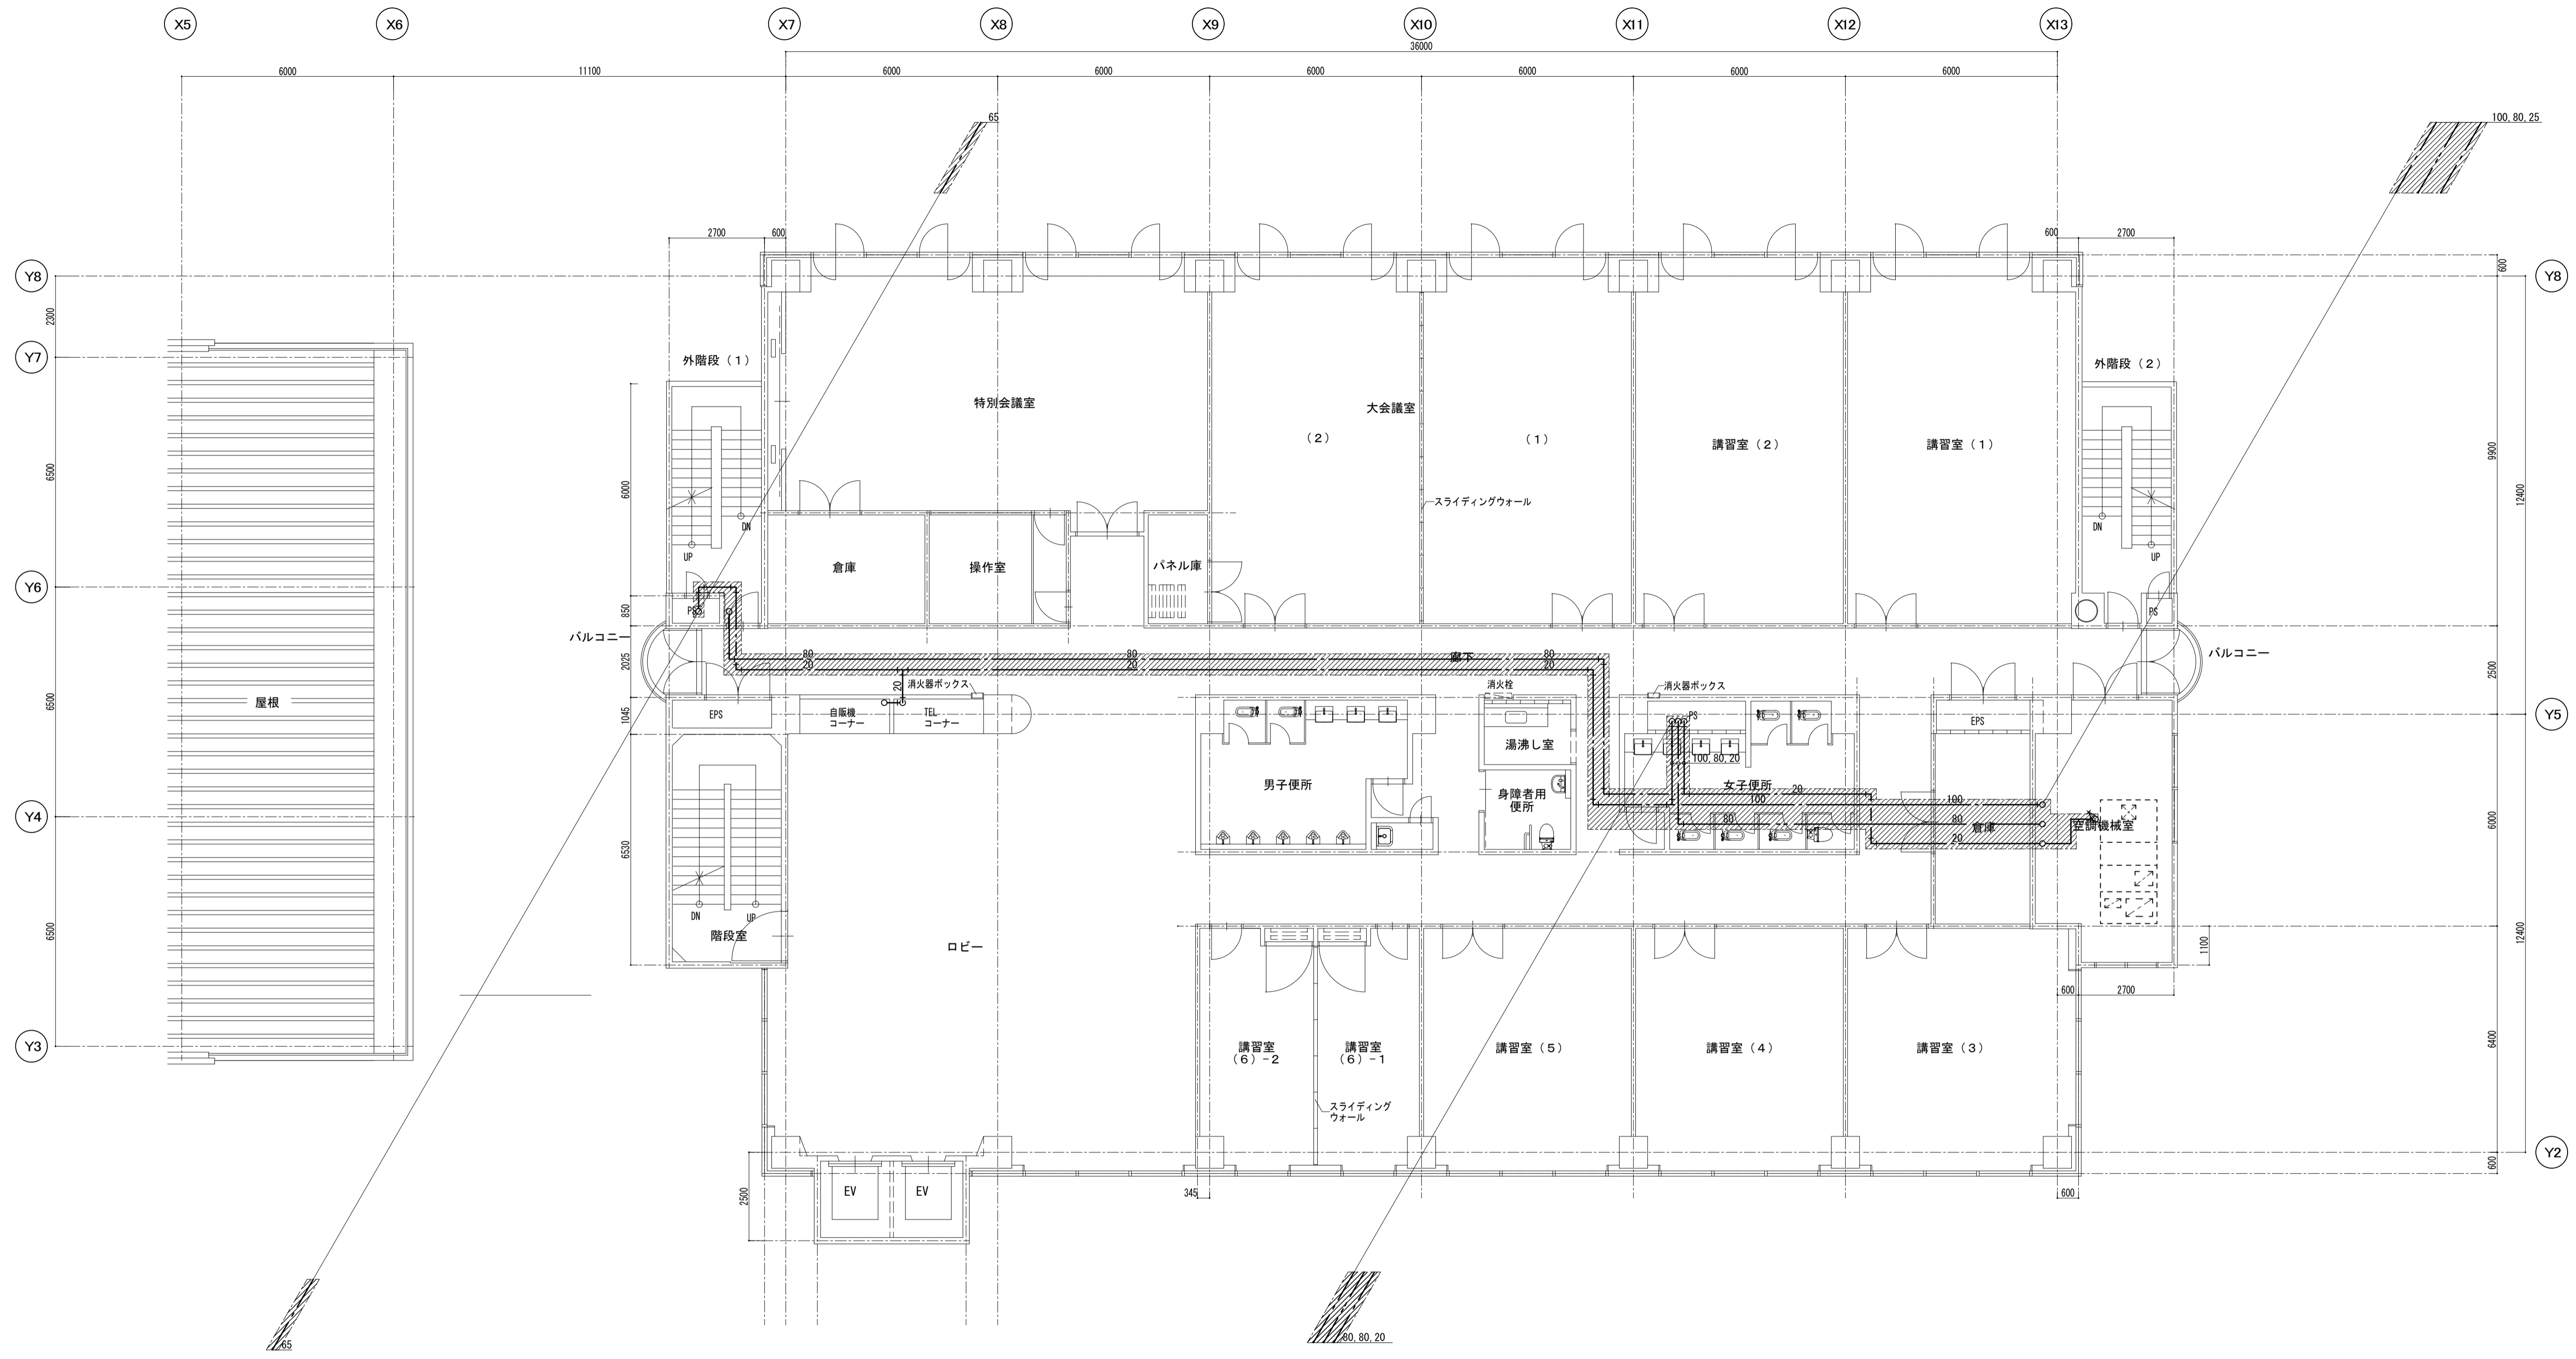 X5 X6 X7 X8 X9 X10 X11 X12 X13
36000
6000 11100 6000 6000 6000 6000 6000 6000
65
100, 80, 25
2700 600
600 2700
Y8
Y8
600
2300
Y7
外階段（1）
外階段（2）
特別会議室
大会議室
（2）
（1）
講習室（2）
講習室（1）
6500
6000
9900
12400
スライディングウォール
DN
UP
DN
UP
倉庫
操作室
パネル庫
Y6
850
PS
PS
バルコニー
2025
80
20
80
20
廊下
80
20
バルコニー
2500
20
消火器ボックス
消火栓
消火器ボックス
6500
屋根
1045
EPS
自販機
コーナー
TEL
コーナー
PS
EPS
Y5
湯沸し室
100, 80, 20
男子便所
女子便所
身障者用
便所
20
100
100
80
80
倉庫
20
空調機械室
Y4
6530
6000
DN
UP
階段室
ロビー
6500
12400
1100
600 2700
Y3
講習室
（6）-2
講習室
（6）-1
講習室（5）
講習室（4）
講習室（3）
6400
スライディング
ウォール
Y2
600
2500
EV
EV
345
600
65
80, 80, 20